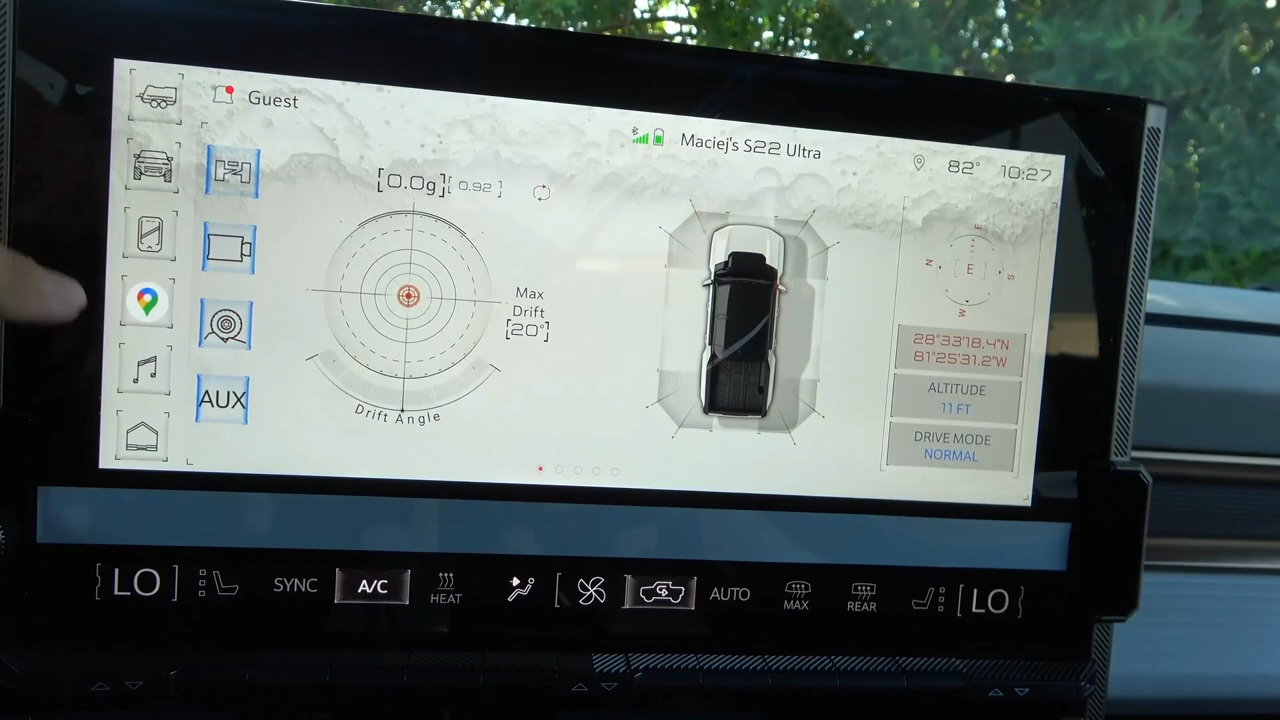 Guest
Maciej's S22 Ultra
82° 10:27
[0.0g][0.92]
Max
Drift
[20°]
Drift Angle
AUX
E
N E S
W
28°33'18.4"N
81°25'31.2"W
ALTITUDE
11 FT
DRIVE MODE
NORMAL
[LO] SYNC A/C HEAT AUTO MAX REAR [LO]